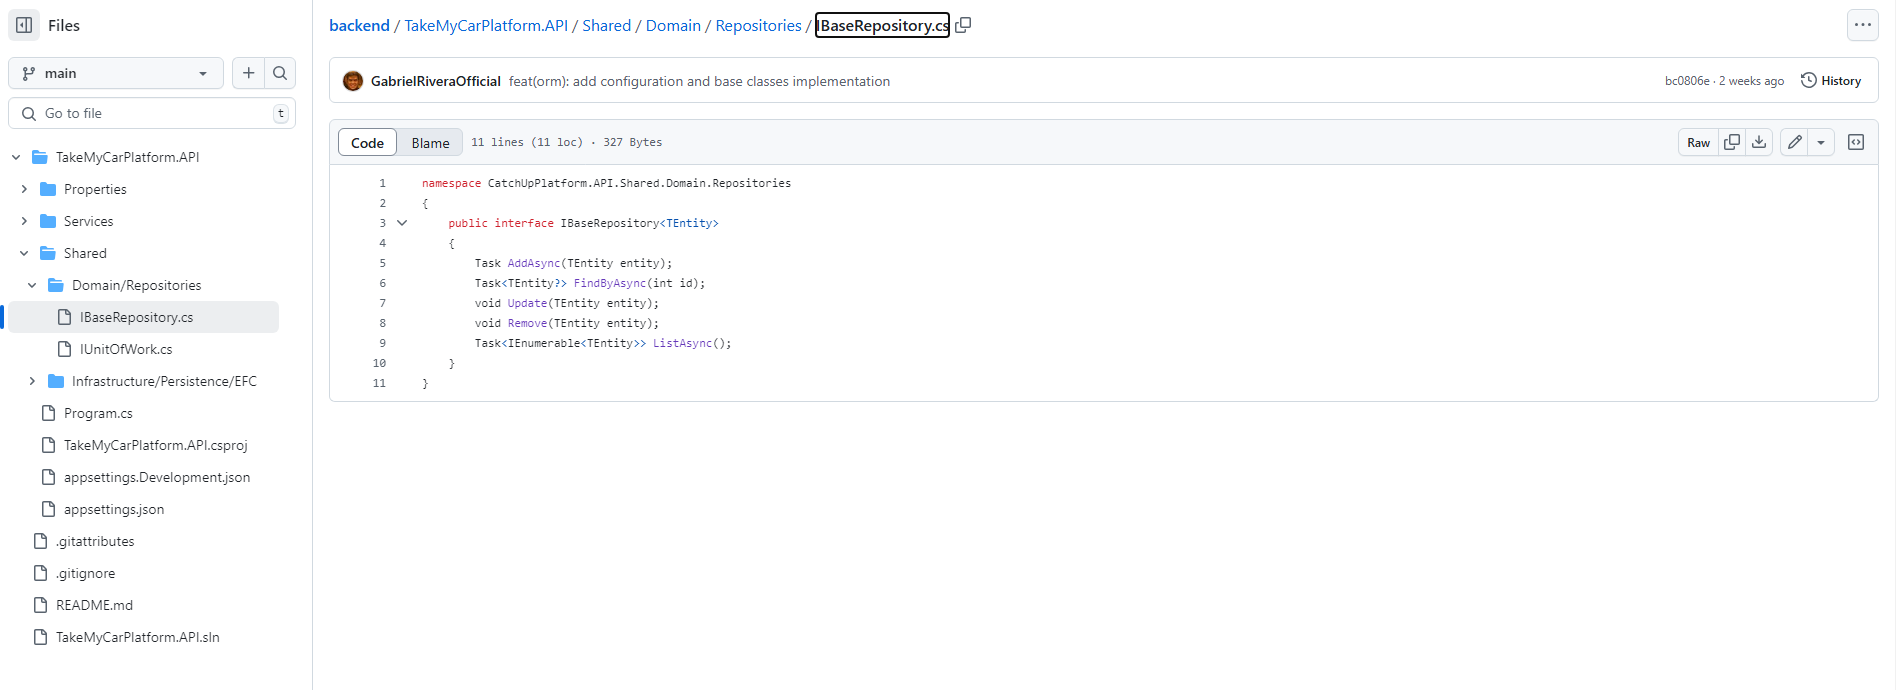 Files
main
Go to file
t
TakeMyCarPlatform.API
Properties
Services
Shared
Domain/Repositories
IBaseRepository.cs
IUnitOfWork.cs
Infrastructure/Persistence/EFC
Program.cs
TakeMyCarPlatform.API.csproj
appsettings.Development.json
appsettings.json
.gitattributes
.gitignore
README.md
TakeMyCarPlatform.API.sln
backend / TakeMyCarPlatform.API / Shared / Domain / Repositories / IBaseRepository.cs
GabrielRiveraOfficial feat(orm): add configuration and base classes implementation
bc0806e · 2 weeks ago History
Code Blame 11 lines (11 loc) · 327 Bytes
Raw
1 namespace CatchUpPlatform.API.Shared.Domain.Repositories
2 {
3 public interface IBaseRepository<TEntity>
4 {
5 Task AddAsync(TEntity entity);
6 Task<TEntity?> FindByAsync(int id);
7 void Update(TEntity entity);
8 void Remove(TEntity entity);
9 Task<IEnumerable<TEntity>> ListAsync();
10 }
11 }